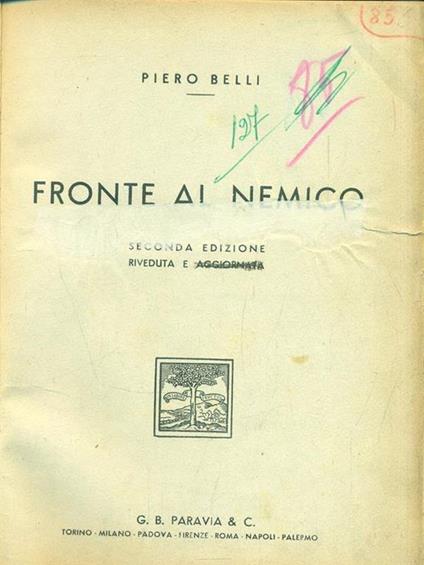 85
PIERO BELLI
127
85
FRONTE AL NEMICO
SECONDA EDIZIONE
RIVEDUTA E AGGIORNATA
G. B. PARAVIA & C.
TORINO - MILANO - PADOVA - FIRENZE - ROMA - NAPOLI - PALERMO